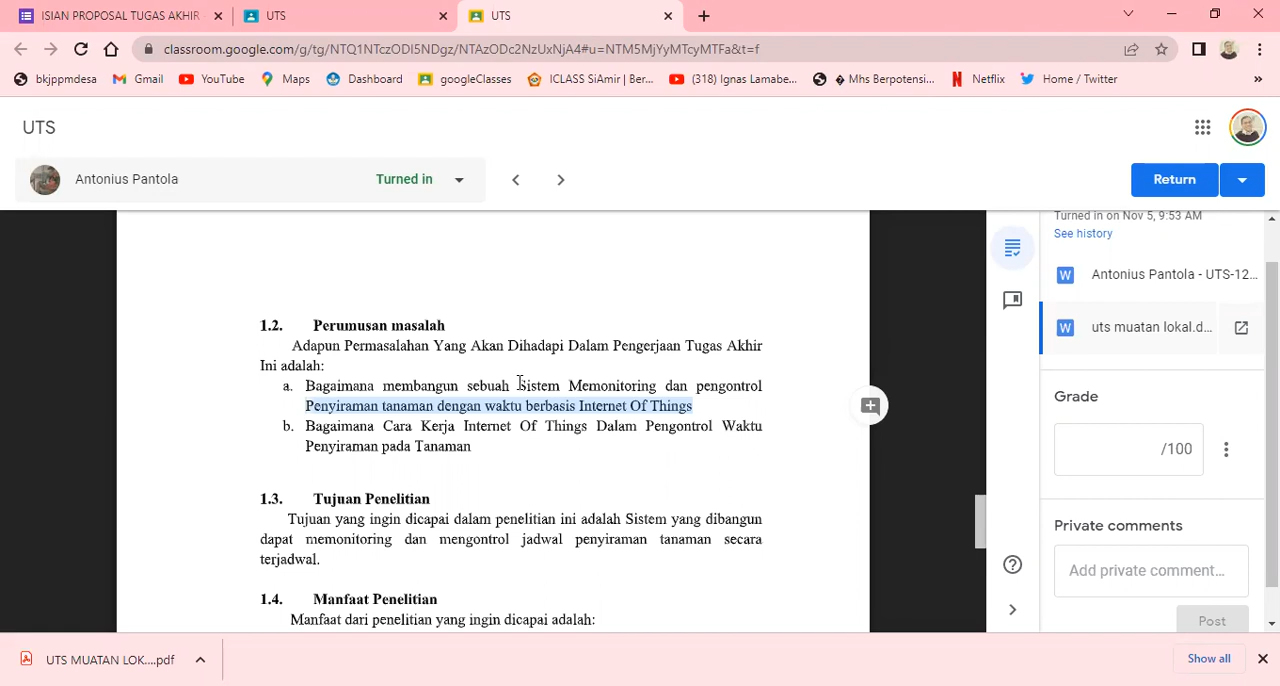 ISIAN PROPOSAL TUGAS AKHIR -
UTS
UTS
classroom.google.com/g/tg/NTQ1NTczODI5NDgz/NTAzODc2NzUxNjA4#u=NTM5MjYyMTcyMTFa&t=f
bkjppmdesa Gmail YouTube Maps Dashboard googleClasses ICLASS SiAmir | Ber... (318) Ignas Lamabe... � Mhs Berpotensi... Netflix Home / Twitter »
UTS
Antonius Pantola Turned in
Return
Turned in on Nov 5, 9:53 AM
See history
Antonius Pantola - UTS-12...
uts muatan lokal.d...
1.2. Perumusan masalah
Adapun Permasalahan Yang Akan Dihadapi Dalam Pengerjaan Tugas Akhir
Ini adalah:
a. Bagaimana membangun sebuah Sistem Memonitoring dan pengontrol
Penyiraman tanaman dengan waktu berbasis Internet Of Things
b. Bagaimana Cara Kerja Internet Of Things Dalam Pengontrol Waktu
Penyiraman pada Tanaman
1.3. Tujuan Penelitian
Tujuan yang ingin dicapai dalam penelitian ini adalah Sistem yang dibangun
dapat memonitoring dan mengontrol jadwal penyiraman tanaman secara
terjadwal.
1.4. Manfaat Penelitian
Manfaat dari penelitian yang ingin dicapai adalah:
Grade
/100
Private comments
Add private comment...
Post
UTS MUATAN LOK....pdf
Show all